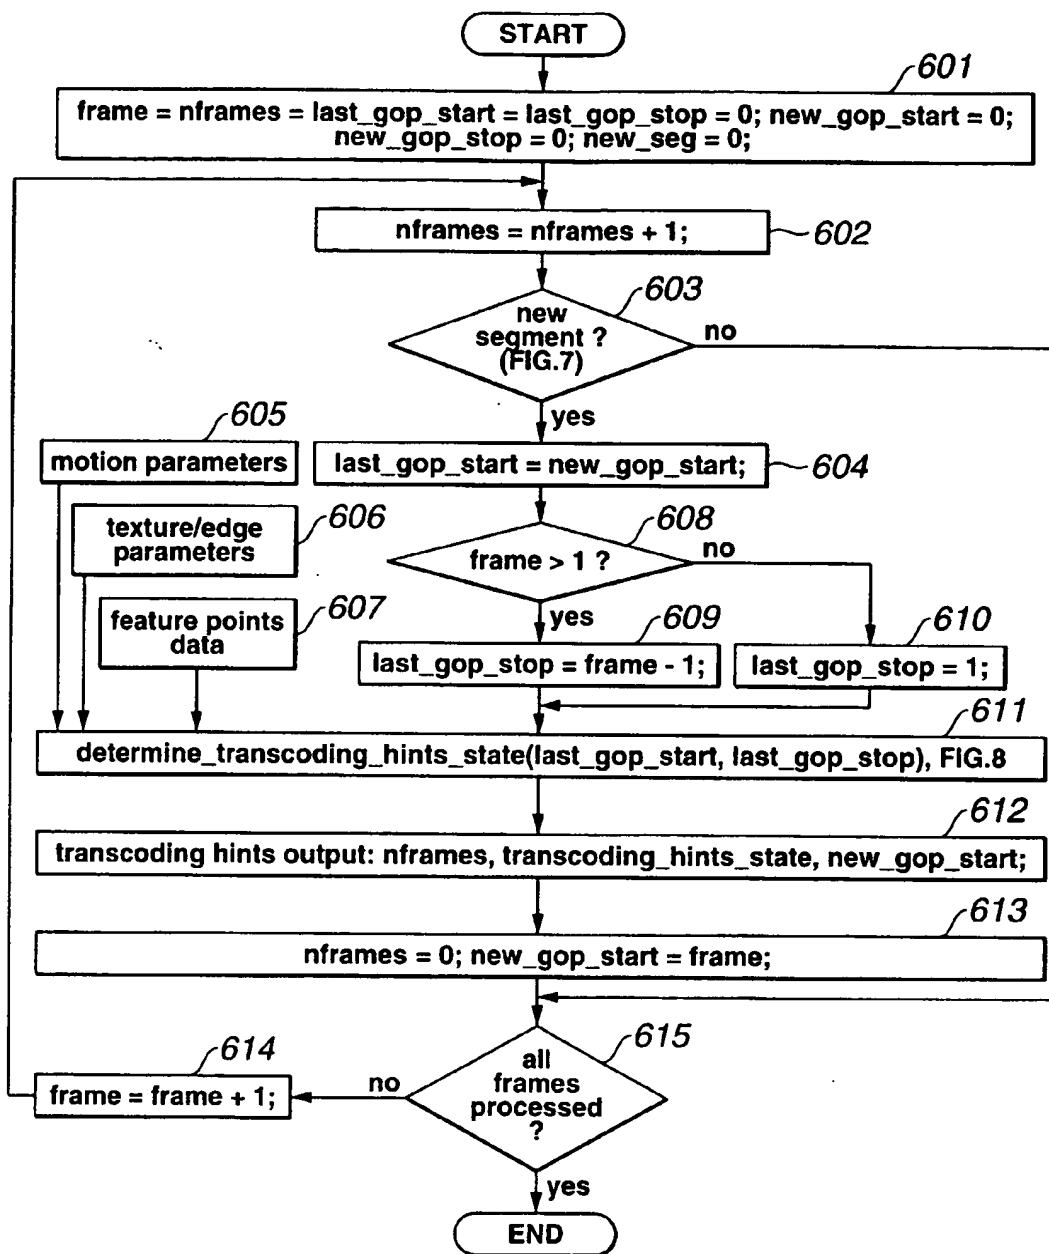 START
601
frame = nframes = last_gop_start = last_gop_stop = 0; new_gop_start = 0;
new_gop_stop = 0; new_seg = 0;
nframes = nframes + 1;
602
603
new
segment ?
(FIG.7)
no
yes
605
motion parameters
last_gop_start = new_gop_start;
604
606
texture/edge
parameters
608
frame > 1 ?
no
yes
607
feature points
data
609
last_gop_stop = frame - 1;
610
last_gop_stop = 1;
611
determine_transcoding_hints_state(last_gop_start, last_gop_stop), FIG.8
612
transcoding hints output: nframes, transcoding_hints_state, new_gop_start;
613
nframes = 0; new_gop_start = frame;
615
all
frames
processed
?
no
614
frame = frame + 1;
yes
END